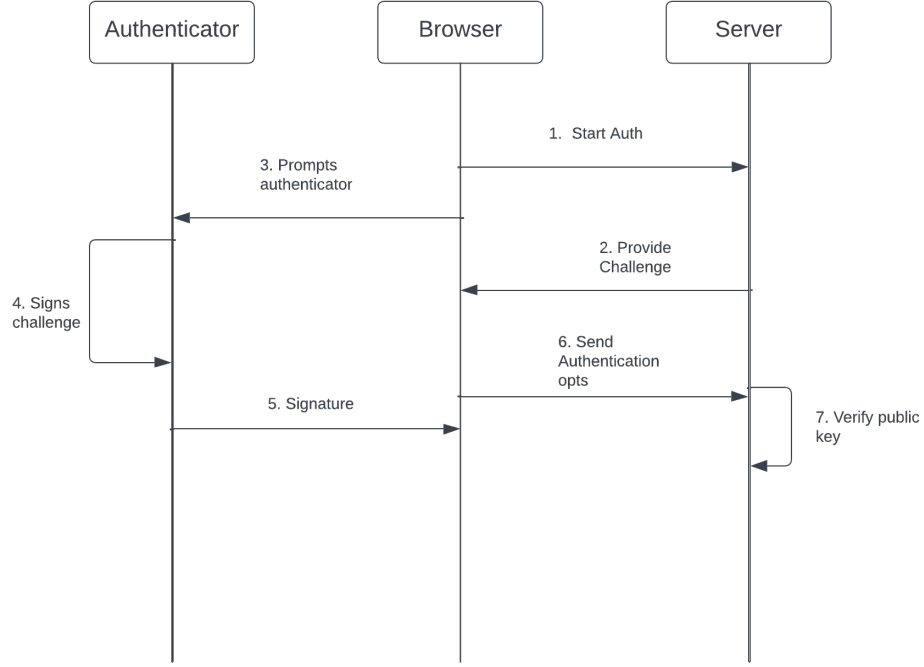 Authenticator
Browser
Server
1. Start Auth
3. Prompts
authenticator
2. Provide
Challenge
4. Signs
challenge
6. Send
Authentication
opts
5. Signature
7. Verify public
key